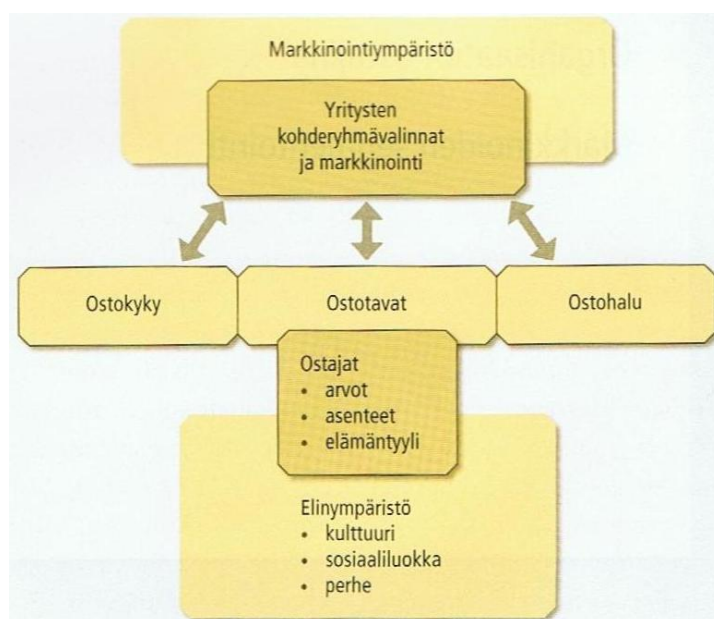 Markkinointiympäristö
Yritysten
kohderyhmävalinnat
ja markkinointi
Ostokyky
Ostotavat
Ostohalu
Ostajat
• arvot
• asenteet
• elämäntyyli
Elinympäristö
• kulttuuri
• sosiaaliluokka
• perhe